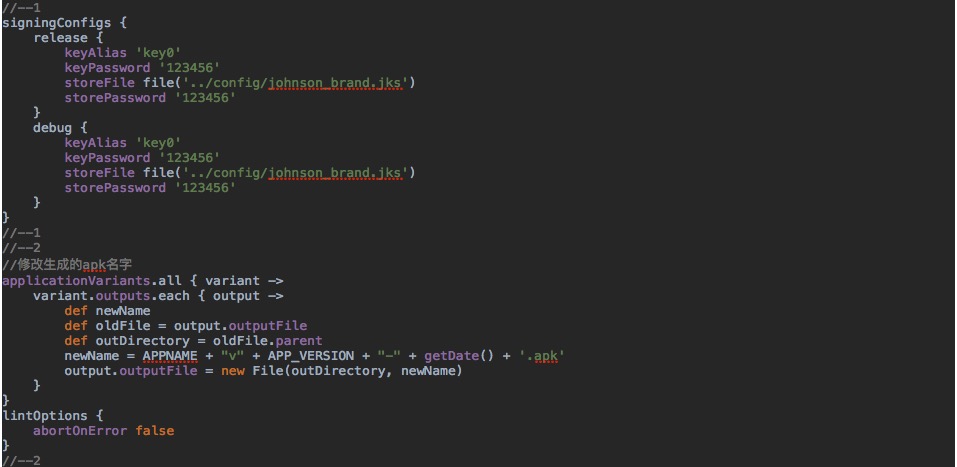 //--1
signingConfigs {
    release {
        keyAlias 'key0'
        keyPassword '123456'
        storeFile file('../config/johnson_brand.jks')
        storePassword '123456'
    }
    debug {
        keyAlias 'key0'
        keyPassword '123456'
        storeFile file('../config/johnson_brand.jks')
        storePassword '123456'
    }
}
//--1
//--2
//修改生成的apk名字
applicationVariants.all { variant ->
    variant.outputs.each { output ->
        def newName
        def oldFile = output.outputFile
        def outDirectory = oldFile.parent
        newName = APPNAME + "v" + APP_VERSION + "-" + getDate() + '.apk'
        output.outputFile = new File(outDirectory, newName)
    }
}
lintOptions {
    abortOnError false
}
//--2